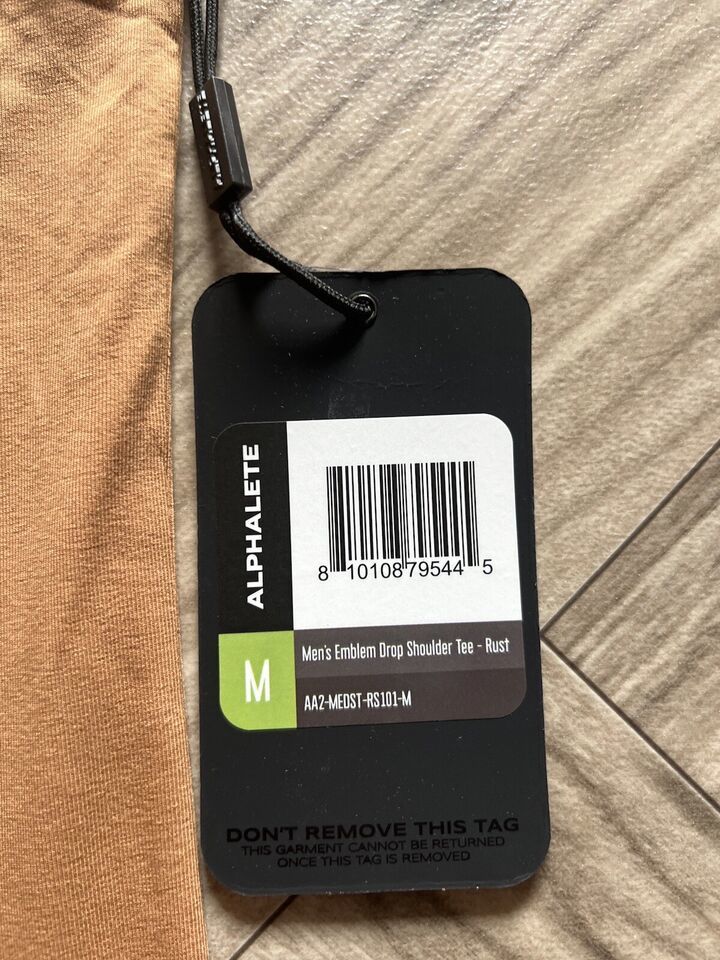 ALPHALETE
8 10108 79544 5
M
Men's Emblem Drop Shoulder Tee - Rust
AA2-MEDST-RS101-M
DON'T REMOVE THIS TAG
THIS GARMENT CANNOT BE RETURNED
ONCE THIS TAG IS REMOVED